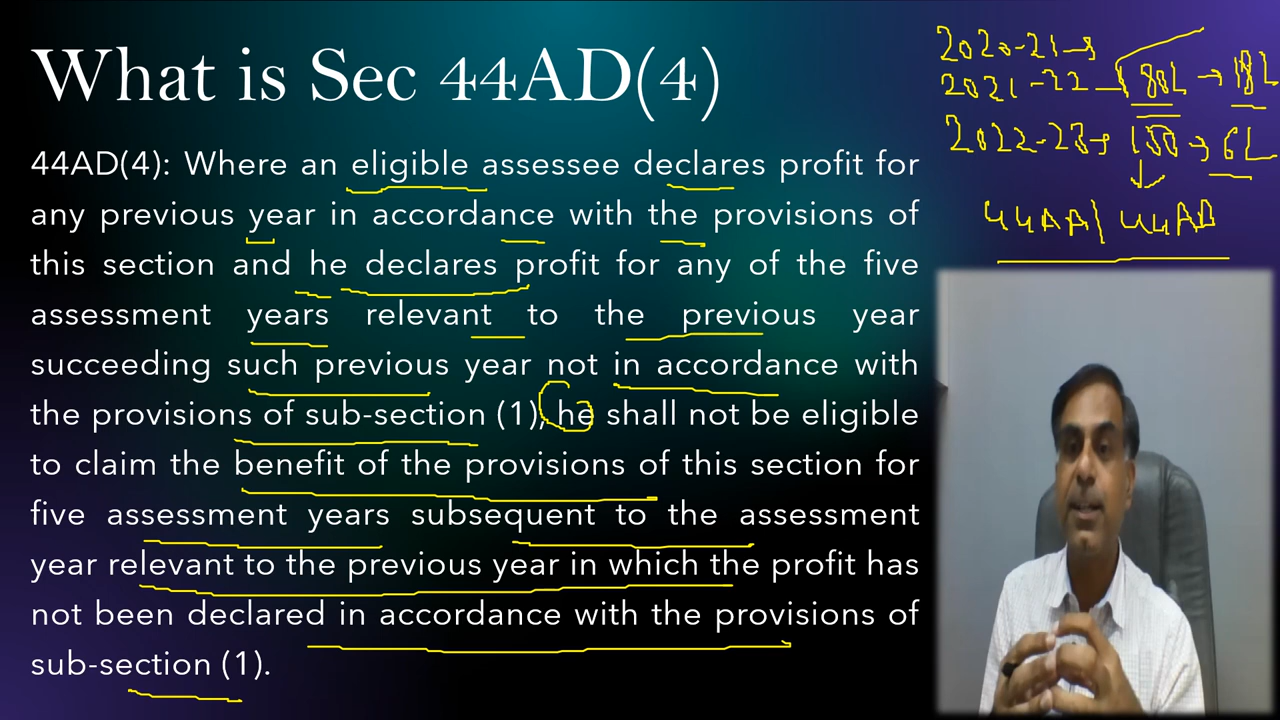 What is Sec 44AD(4)
44AD(4): Where an eligible assessee declares profit for
any previous year in accordance with the provisions of
this section and he declares profit for any of the five
assessment years relevant to the previous year
succeeding such previous year not in accordance with
the provisions of sub-section (1), he shall not be eligible
to claim the benefit of the provisions of this section for
five assessment years subsequent to the assessment
year relevant to the previous year in which the profit has
not been declared in accordance with the provisions of
sub-section (1).
2020-21
2021-22
2022-23 → 100 → 6L
44AA/44AB